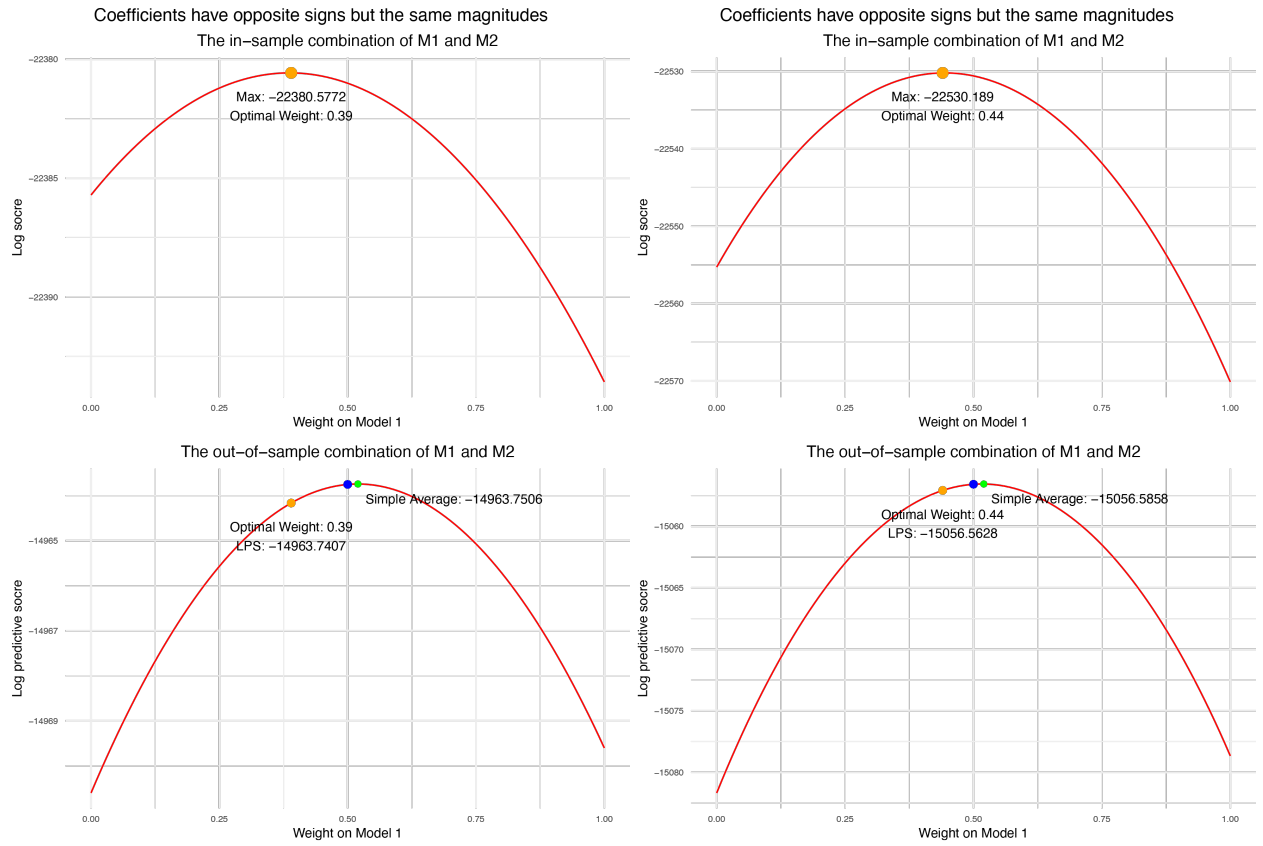 Coefficients have opposite signs but the same magnitudes
The in−sample combination of M1 and M2
−22380
−22385
−22390
Log socre
Max: −22380.5772
Optimal Weight: 0.39
0.00
0.25
0.50
0.75
1.00
Weight on Model 1
Coefficients have opposite signs but the same magnitudes
The in−sample combination of M1 and M2
−22530
−22540
−22550
−22560
−22570
Log socre
Max: −22530.189
Optimal Weight: 0.44
0.00
0.25
0.50
0.75
1.00
Weight on Model 1
The out−of−sample combination of M1 and M2
−14965
−14967
−14969
Log predictive socre
Simple Average: −14963.7506
Optimal Weight: 0.39
LPS: −14963.7407
0.00
0.25
0.50
0.75
1.00
Weight on Model 1
The out−of−sample combination of M1 and M2
−15060
−15065
−15070
−15075
−15080
Log predictive socre
Simple Average: −15056.5858
Optimal Weight: 0.44
LPS: −15056.5628
0.00
0.25
0.50
0.75
1.00
Weight on Model 1